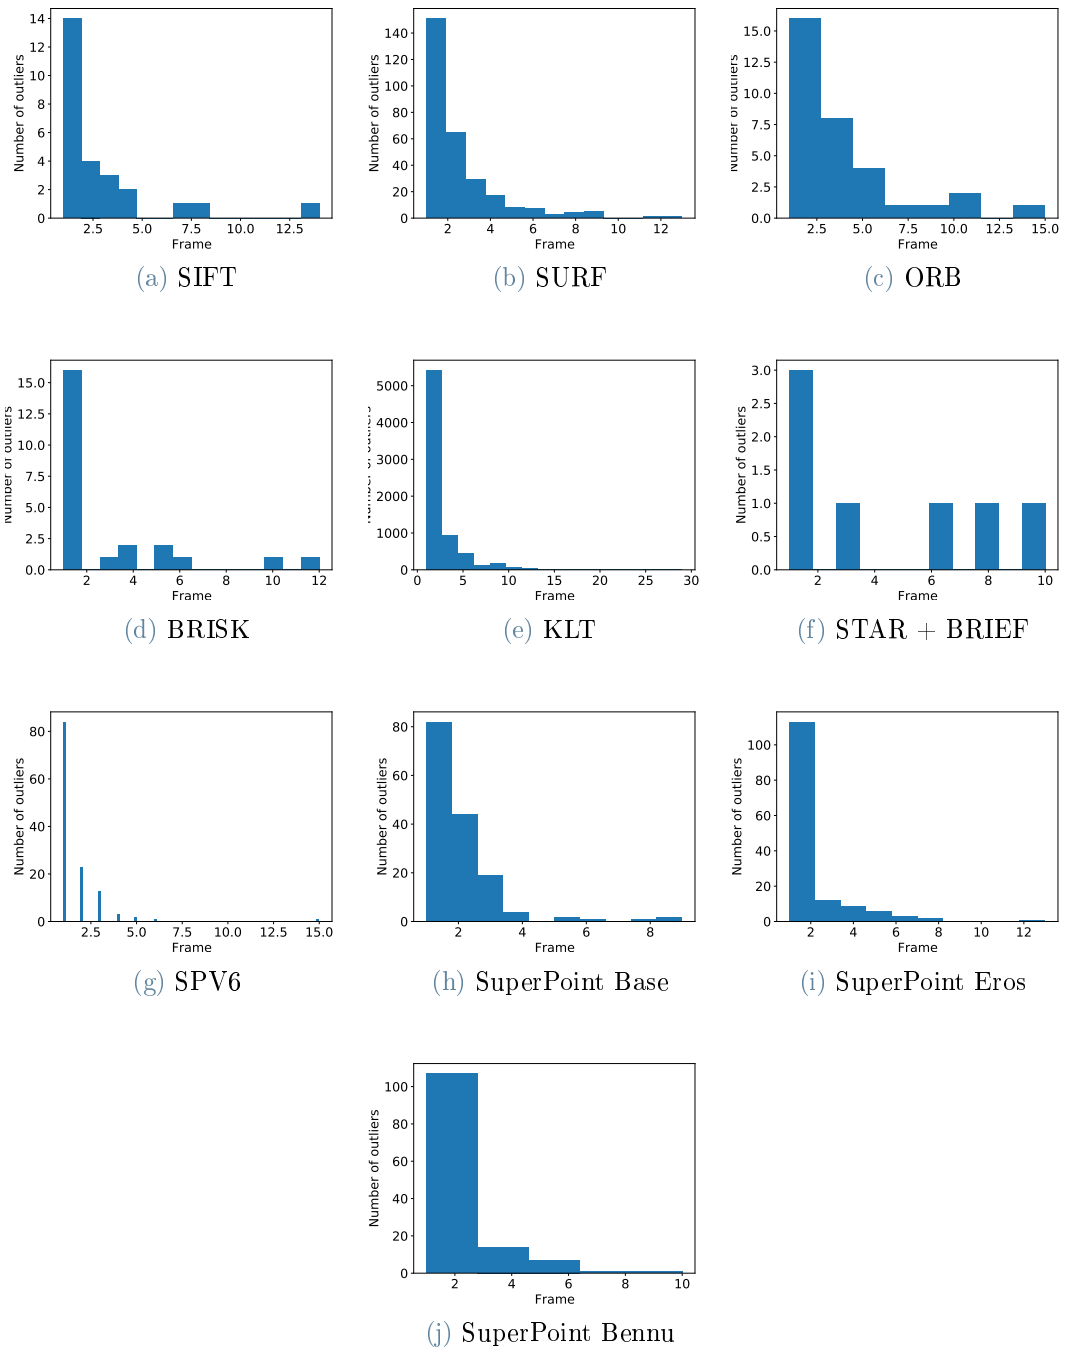 14
12
10
8
6
4
2
0
Number of outliers
2.5 5.0 7.5 10.0 12.5
Frame
(a) SIFT
140
120
100
80
60
40
20
0
Number of outliers
2 4 6 8 10 12
Frame
(b) SURF
15.0
12.5
10.0
7.5
5.0
2.5
0.0
Number of outliers
2.5 5.0 7.5 10.0 12.5 15.0
Frame
(c) ORB
15.0
12.5
10.0
7.5
5.0
2.5
0.0
Number of outliers
2 4 6 8 10 12
Frame
(d) BRISK
5000
4000
3000
2000
1000
0
Number of outliers
0 5 10 15 20 25 30
Frame
(e) KLT
3.0
2.5
2.0
1.5
1.0
0.5
0.0
Number of outliers
2 4 6 8 10
Frame
(f) STAR + BRIEF
80
60
40
20
0
Number of outliers
2.5 5.0 7.5 10.0 12.5 15.0
Frame
(g) SPV6
80
60
40
20
0
Number of outliers
2 4 6 8
Frame
(h) SuperPoint Base
100
80
60
40
20
0
Number of outliers
2 4 6 8 10 12
Frame
(i) SuperPoint Eros
100
80
60
40
20
0
Number of outliers
2 4 6 8 10
Frame
(j) SuperPoint Bennu